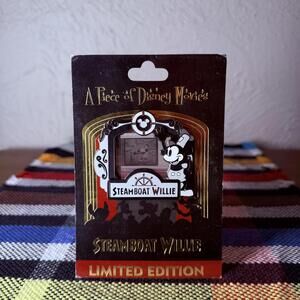 A Piece of Disney Movies
STEAMBOAT WILLIE
STEAMBOAT WILLIE
LIMITED EDITION